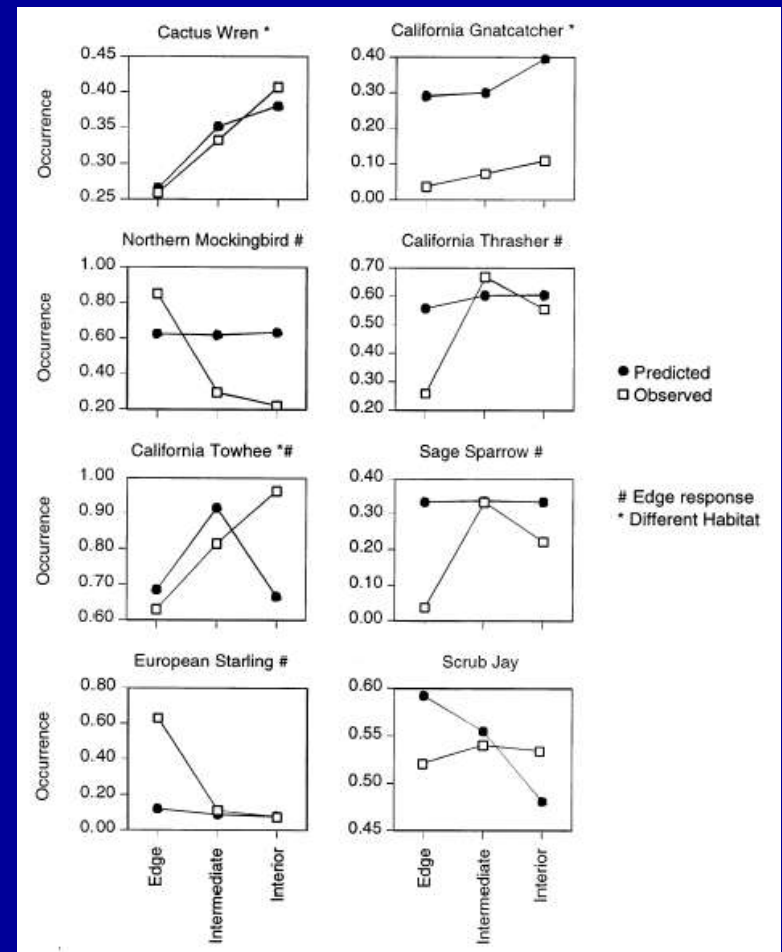 Cactus Wren *
California Gnatcatcher *
Occurrence
0.45
0.40
0.35
0.30
0.25
0.40
0.30
0.20
0.10
0.00
Northern Mockingbird #
California Thrasher #
Occurrence
1.00
0.80
0.60
0.40
0.20
0.70
0.60
0.50
0.40
0.30
0.20
Predicted
Observed
California Towhee *#
Sage Sparrow #
Occurrence
1.00
0.90
0.80
0.70
0.60
0.40
0.30
0.20
0.10
0.00
# Edge response
* Different Habitat
European Starling #
Scrub Jay
Occurrence
0.80
0.60
0.40
0.20
0.00
0.60
0.55
0.50
0.45
Edge
Intermediate
Interior
Edge
Intermediate
Interior